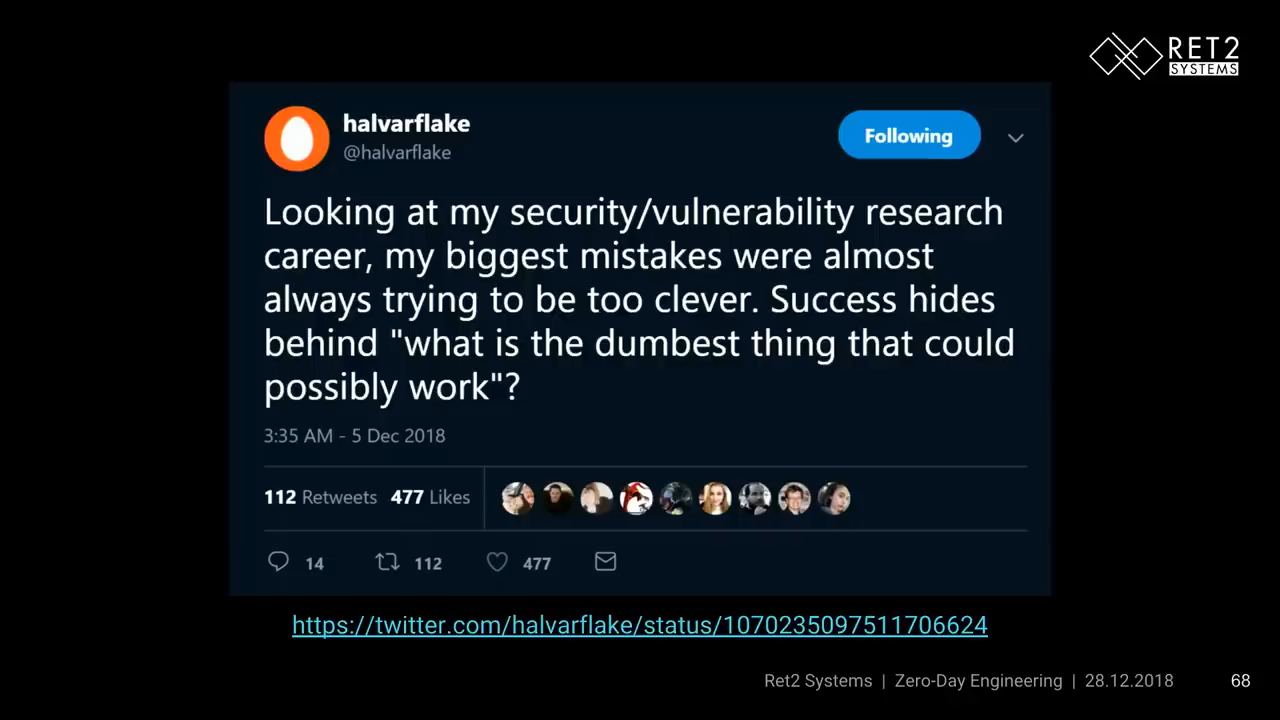 RET2
SYSTEMS
halvarflake
@halvarflake
Following
Looking at my security/vulnerability research
career, my biggest mistakes were almost
always trying to be too clever. Success hides
behind "what is the dumbest thing that could
possibly work"?
3:35 AM - 5 Dec 2018
112 Retweets 477 Likes
14 112 477
https://twitter.com/halvarflake/status/1070235097511706624
Ret2 Systems | Zero-Day Engineering | 28.12.2018 68